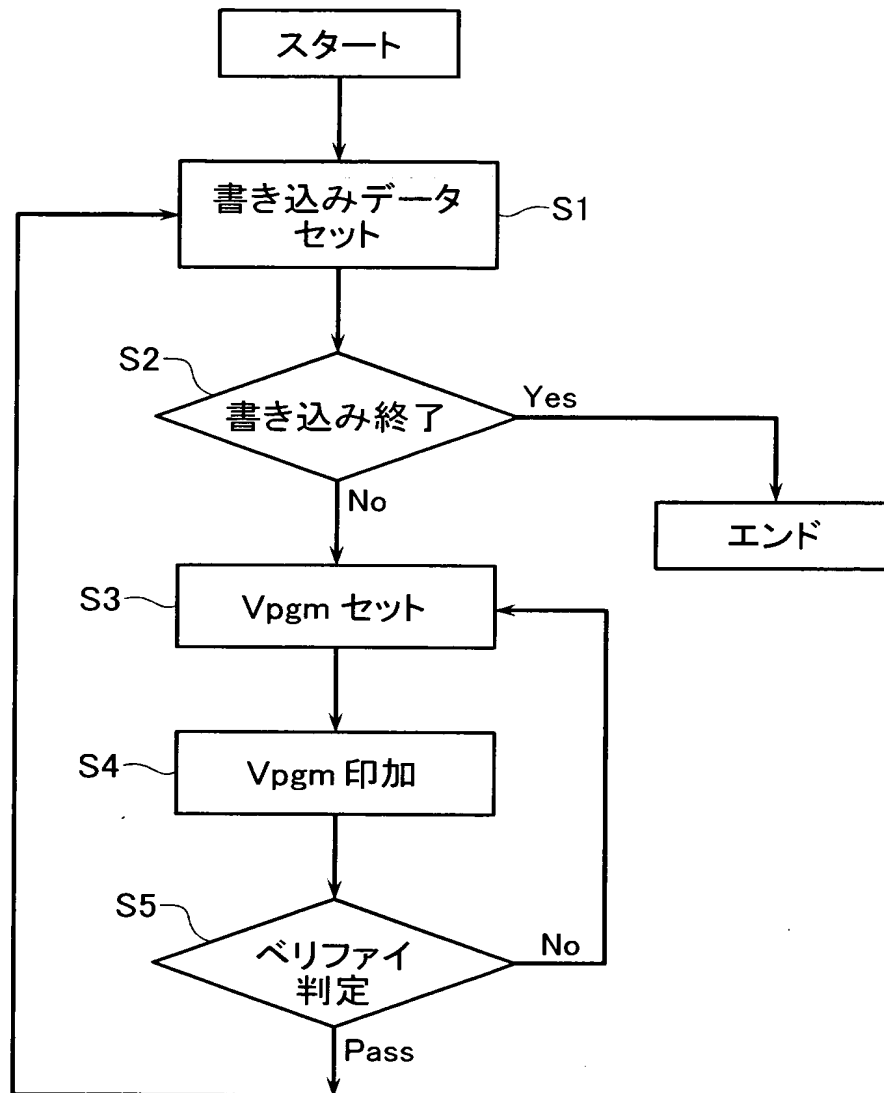 スタート
書き込みデータ
セット
S1
S2
書き込み終了
Yes
No
エンド
S3
Vpgm セット
S4
Vpgm 印加
S5
ベリファイ
判定
No
Pass